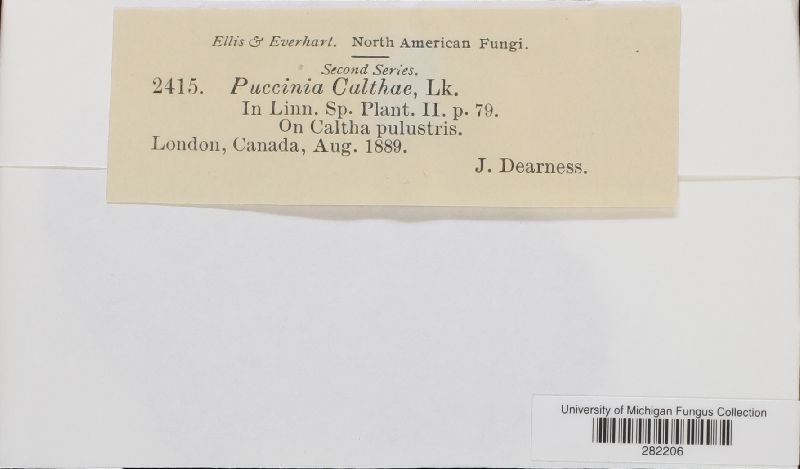 Ellis & Everhart. North American Fungi.
Second Series.
2415. Puccinia Calthae, Lk.
In Linn. Sp. Plant. II. p. 79.
On Caltha pulustris.
London, Canada, Aug. 1889.
J. Dearness.
University of Michigan Fungus Collection
282206